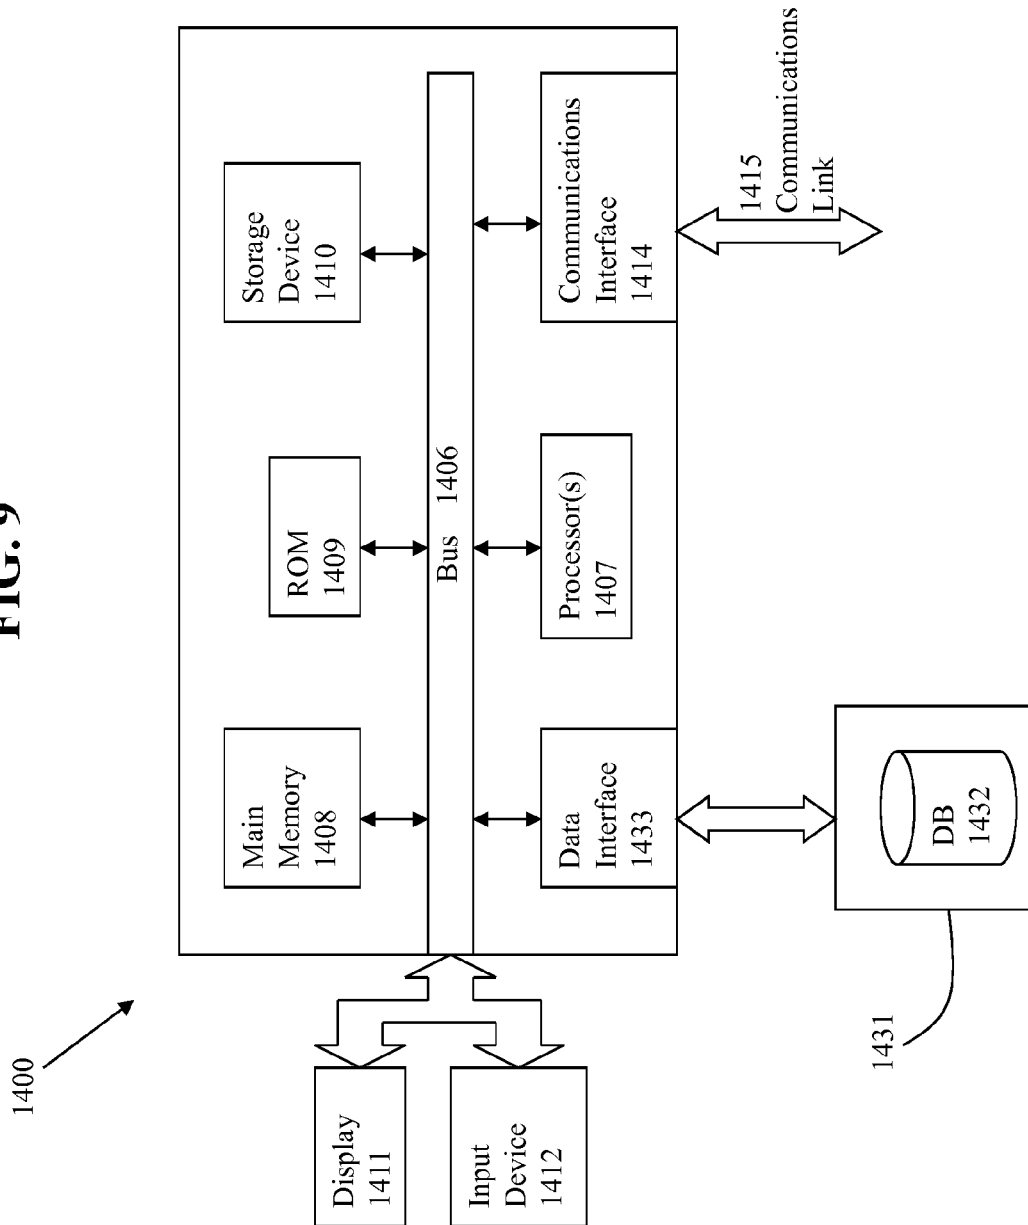 FIG. 9
1400
Main
Memory
1408
ROM
1409
Storage
Device
1410
Bus 1406
Display
1411
Input
Device
1412
Data
Interface
1433
Processor(s)
1407
Communications
Interface
1414
1415
Communications
Link
1431
DB
1432